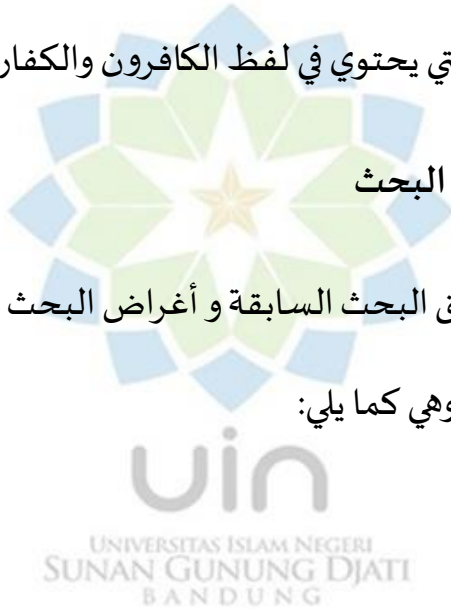 تي يحتوي في لفظ الكافرون والكفار
البحث
ق البحث السابقة و أغراض البحث
وهي كما يلي:
uin
UNIVERSITAS ISLAM NEGERI
SUNAN GUNUNG DJATI
BANDUNG